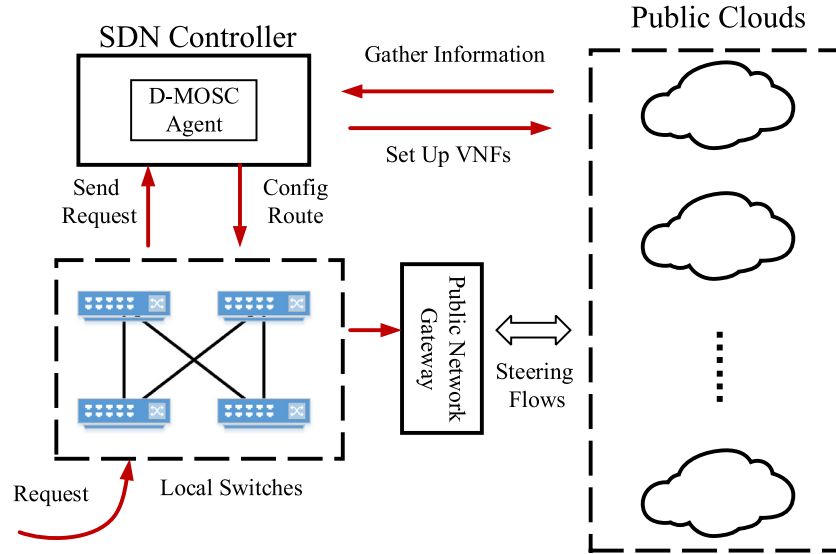 Public Clouds
SDN Controller
Gather Information
D-MOSC
Agent
Set Up VNFs
Send
Request
Config
Route
Public Network
Gateway
Steering
Flows
Request
Local Switches